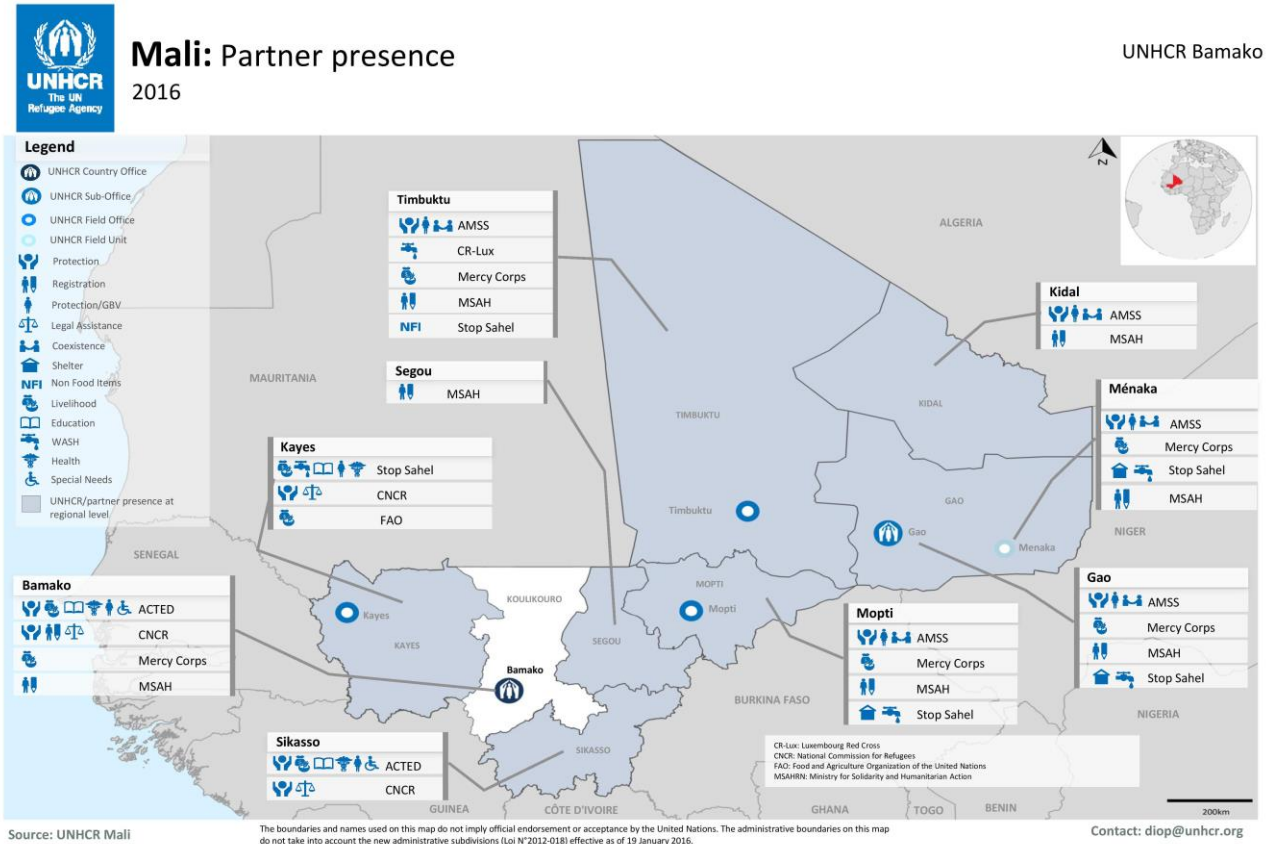 UNHCR
The UN
Refugee Agency
Mali: Partner presence
2016
UNHCR Bamako
Legend
UNHCR Country Office
UNHCR Sub-Office
UNHCR Field Office
UNHCR Field Unit
Protection
Registration
Protection/GBV
Legal Assistance
Coexistence
Shelter
NFI Non Food Items
Livelihood
Education
WASH
Health
Special Needs
UNHCR/partner presence at
regional level
Timbuktu
AMSS
CR-Lux
Mercy Corps
MSAH
NFI Stop Sahel
Segou
MSAH
Kayes
Stop Sahel
CNCR
FAO
Bamako
ACTED
CNCR
Mercy Corps
MSAH
Sikasso
ACTED
CNCR
Kidal
AMSS
MSAH
Ménaka
AMSS
Mercy Corps
Stop Sahel
MSAH
Gao
AMSS
Mercy Corps
MSAH
Stop Sahel
Mopti
AMSS
Mercy Corps
MSAH
Stop Sahel
N
ALGERIA
MAURITANIA
TIMBUKTU
KIDAL
GAO
Timbuktu
Gao
Menaka
NIGER
SENEGAL
KOULIKOURO
MOPTI
Mopti
Kayes
KAYES
SEGOU
Bamako
BURKINA FASO
NIGERIA
SIKASSO
GUINEA
CÔTE D'IVOIRE
GHANA
TOGO
BENIN
CR-Lux: Luxembourg Red Cross
CNCR: National Commission for Refugees
FAO: Food and Agriculture Organization of the United Nations
MSAHRN: Ministry for Solidarity and Humanitarian Action
200km
Source: UNHCR Mali
The boundaries and names used on this map do not imply official endorsement or acceptance by the United Nations. The administrative boundaries on this map
do not take into account the new administrative subdivisions (Loi N°2012-018) effective as of 19 January 2016.
Contact: diop@unhcr.org